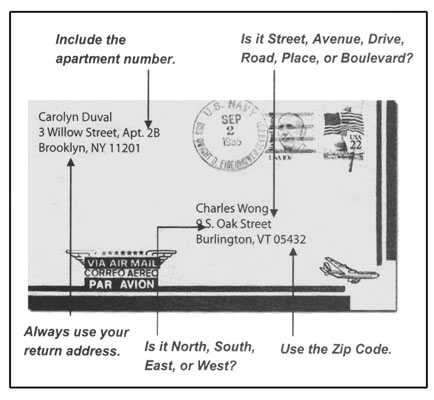 Include the
apartment number.
Is it Street, Avenue, Drive,
Road, Place, or Boulevard?
Carolyn Duval
3 Willow Street, Apt. 2B
Brooklyn, NY 11201
U.S. NAVY
SEP
2
1985
USS DWIGHT D. EISENHOWER
USA
22
Charles Wong
9 S. Oak Street
Burlington, VT 05432
VIA AIR MAIL
CORREO AEREO
PAR AVION
Always use your
return address.
Is it North, South,
East, or West?
Use the Zip Code.